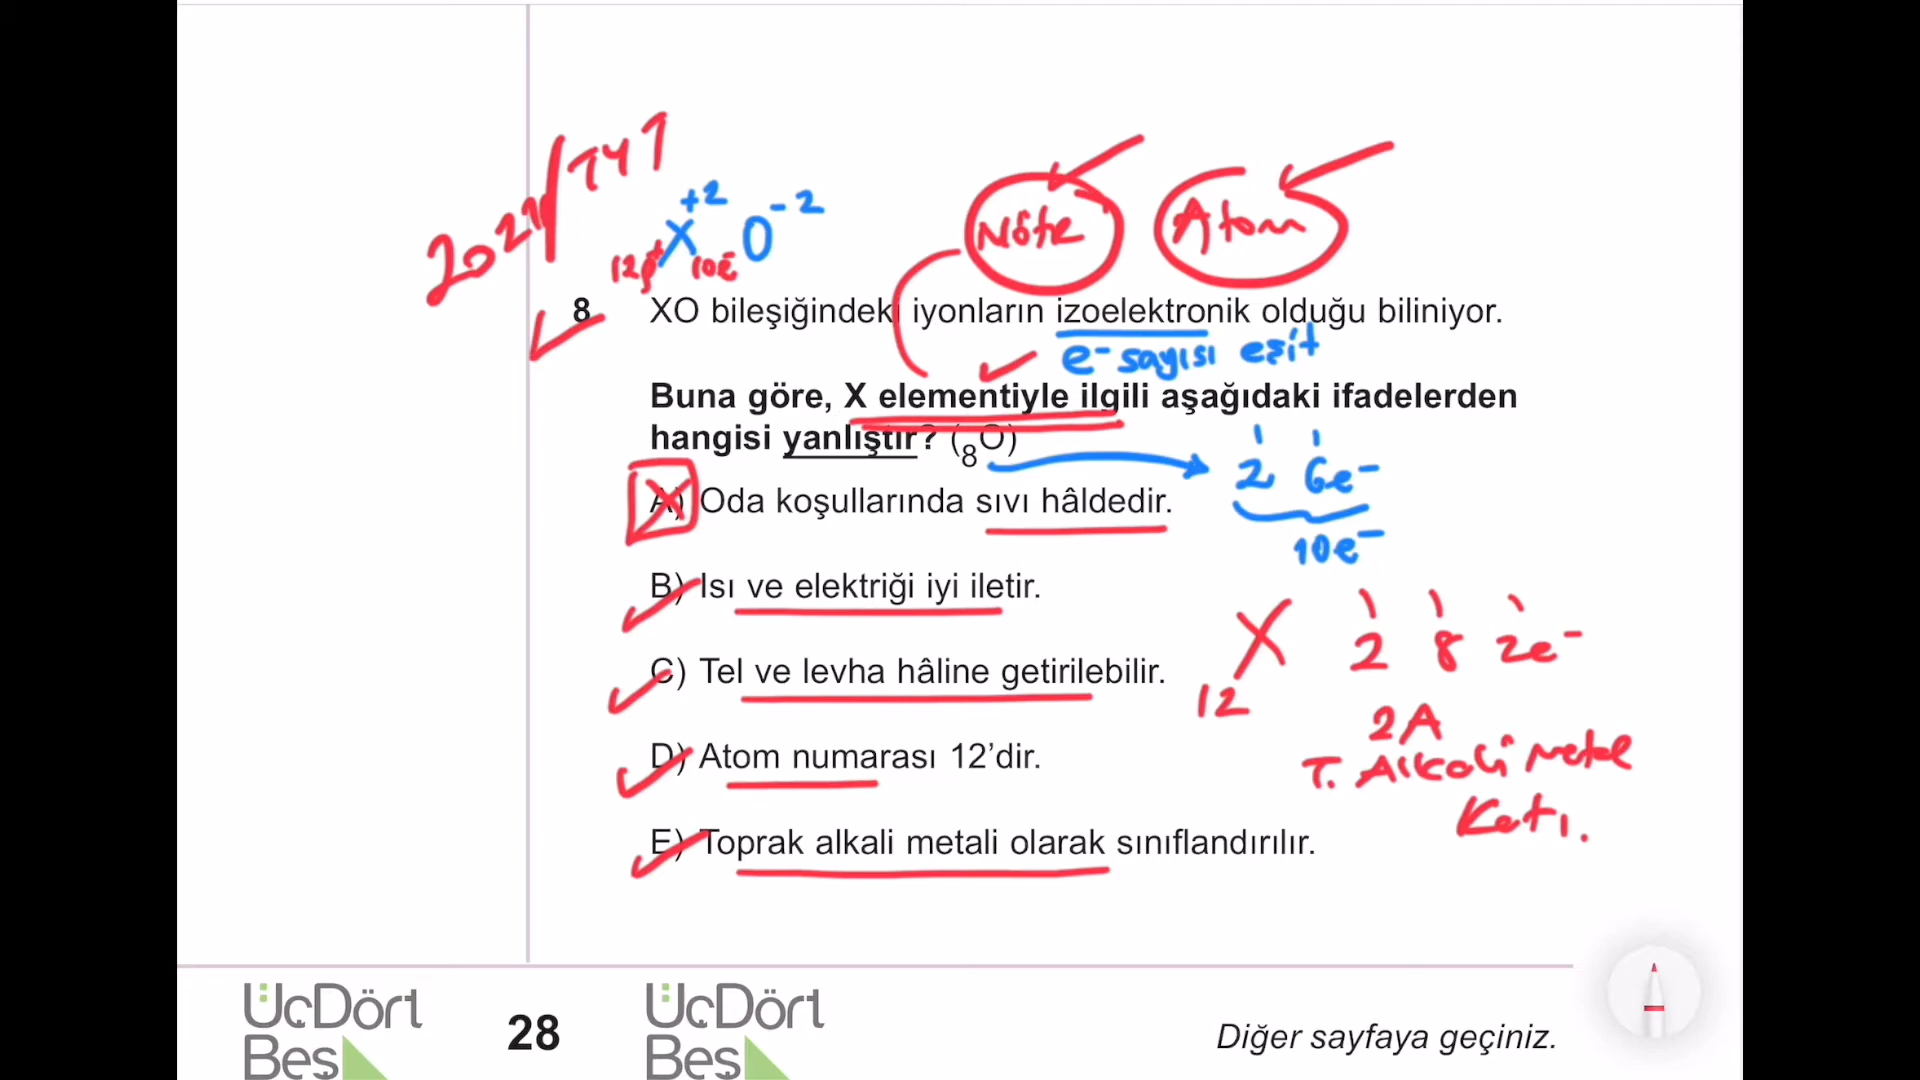 2021/TYT
X+2 O-2
12p+ 10e-
Nötr Atom
8 XO bileşiğindeki iyonların izoelektronik olduğu biliniyor.
e- sayısı eşit
Buna göre, X elementiyle ilgili aşağıdaki ifadelerden
hangisi yanlıştır? (8O)
2 6e-
10e-
A) Oda koşullarında sıvı hâldedir.
B) Isı ve elektriği iyi iletir.
C) Tel ve levha hâline getirilebilir.
X 2 8 2e-
12
2A
T. Alkali Metal
Katı.
D) Atom numarası 12’dir.
E) Toprak alkali metali olarak sınıflandırılır.
ÜçDört
Beş
28
ÜçDört
Beş
Diğer sayfaya geçiniz.